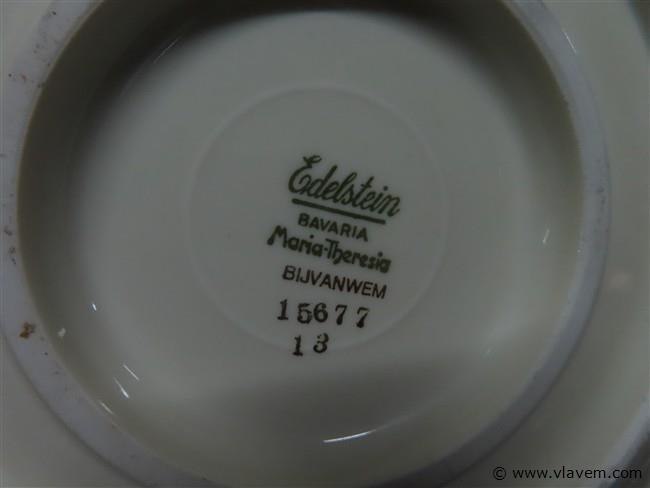 Edelstein
BAVARIA
Maria-Theresia
BIJVANWEM
15677
13
© www.vlavem.com